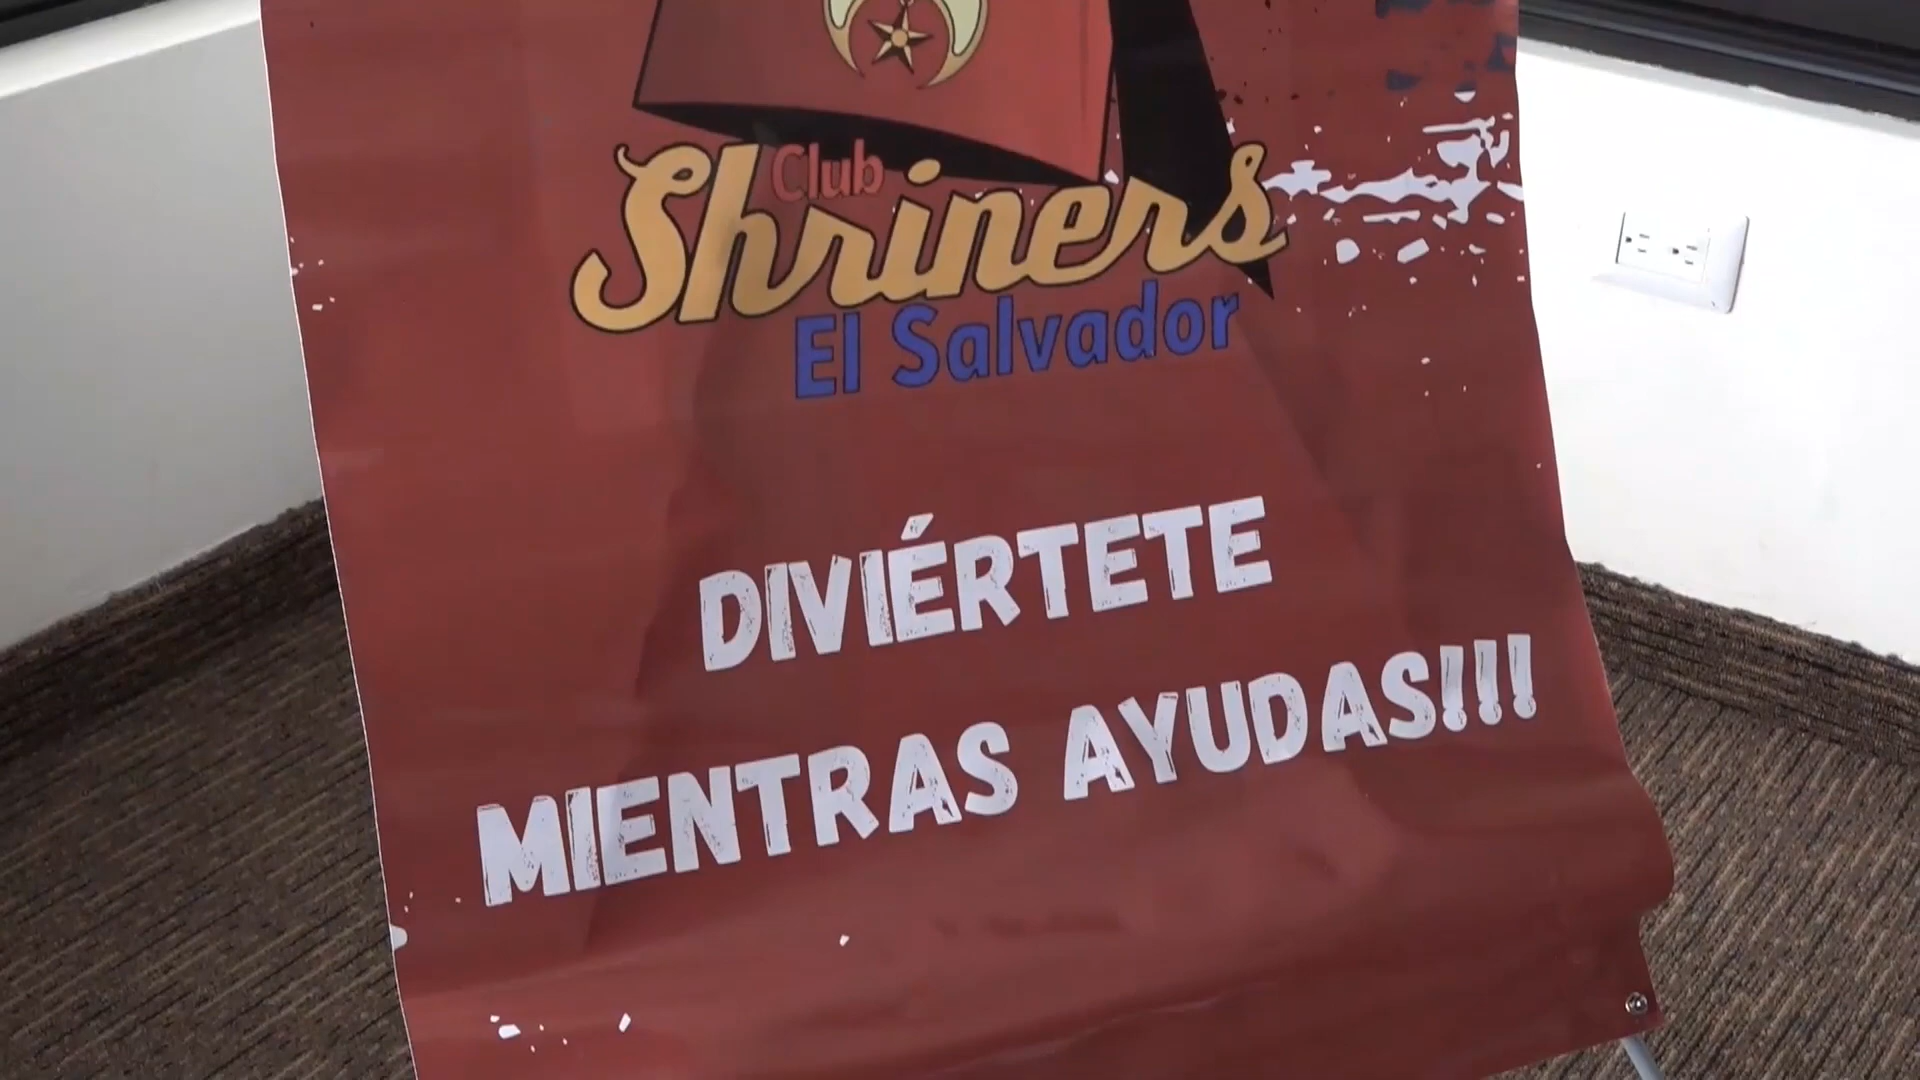 Club
Shriners
El Salvador
DIVIÉRTETE
MIENTRAS AYUDAS!!!